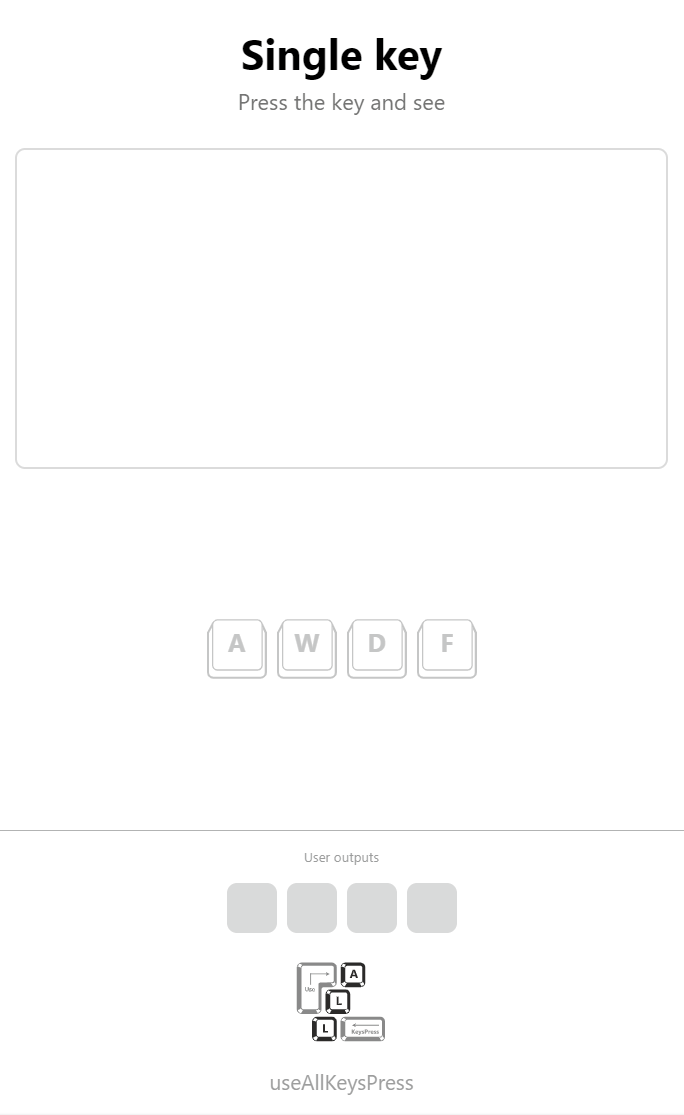 Single key
Press the key and see
A W D F
User outputs
Use A
L
L KeysPress
useAllKeysPress